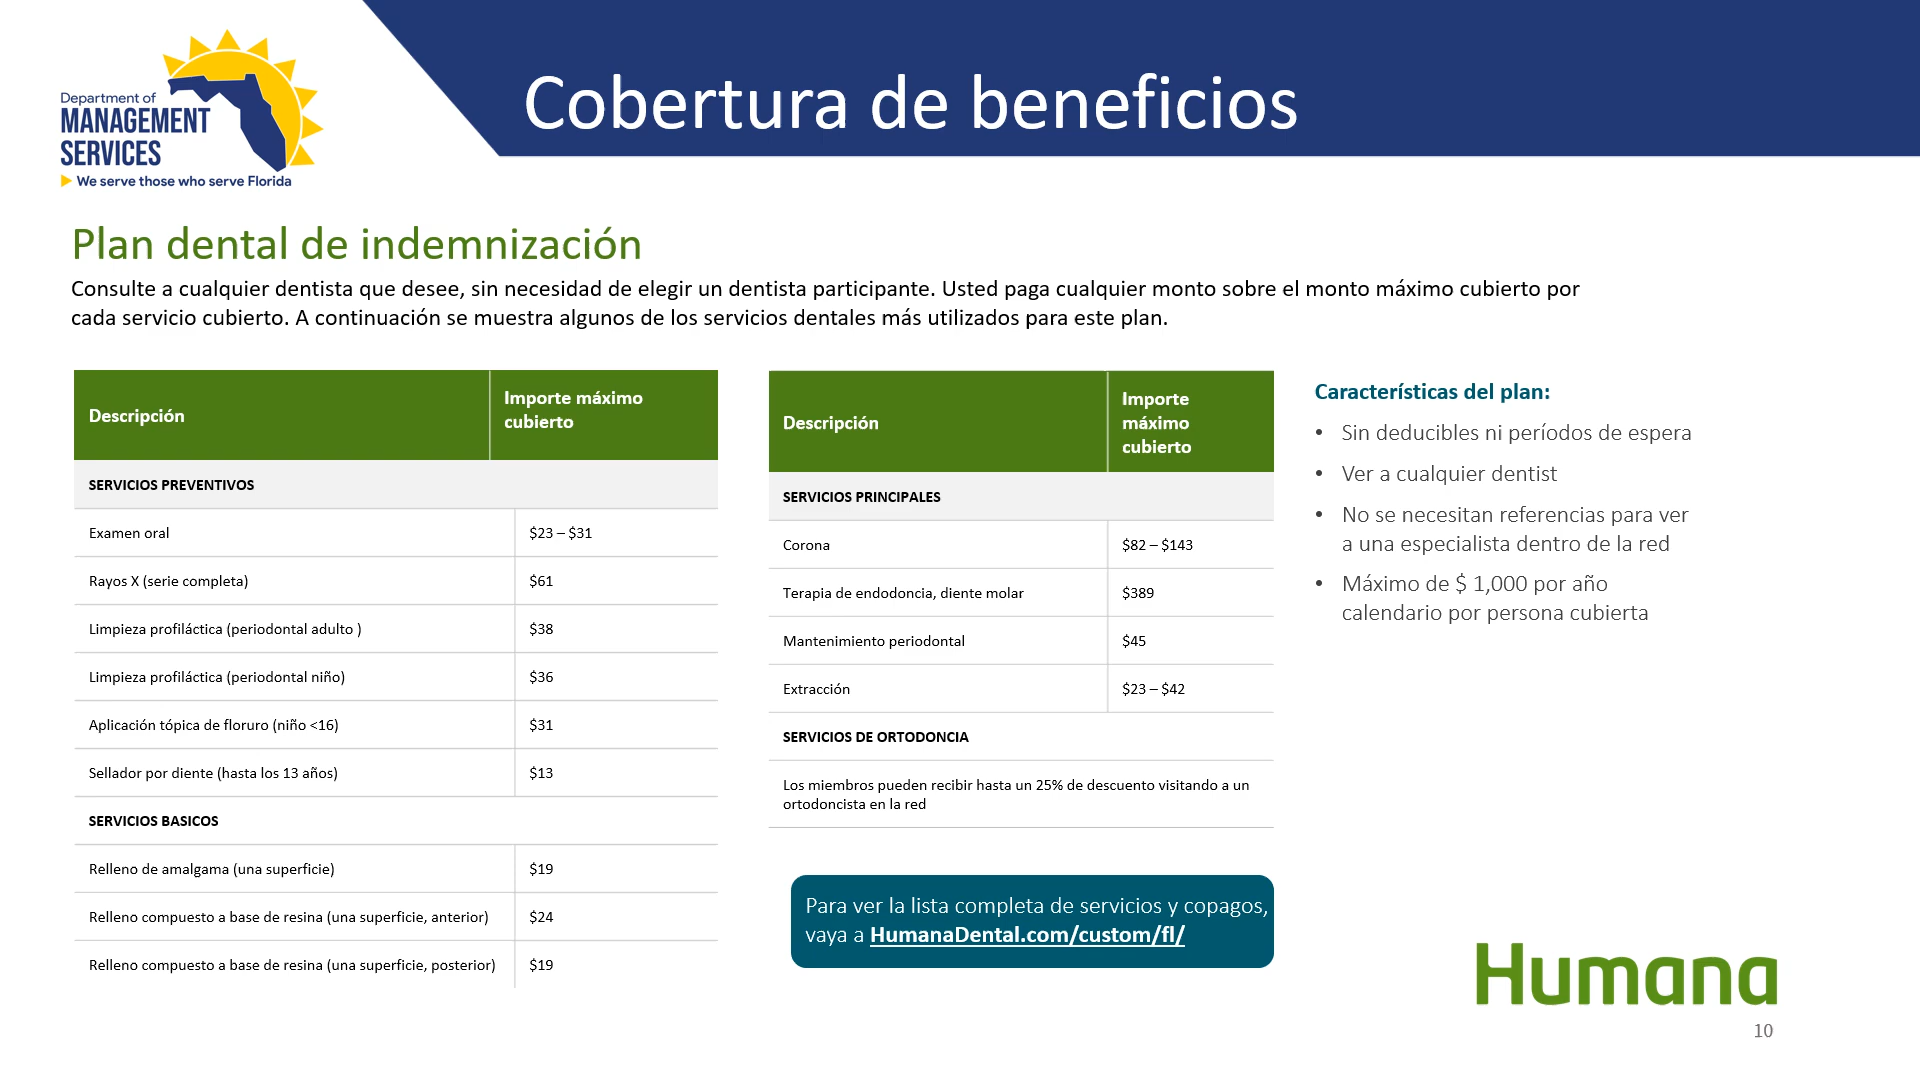 Department of
MANAGEMENT
SERVICES
We serve those who serve Florida
Cobertura de beneficios
Plan dental de indemnización
Consulte a cualquier dentista que desee, sin necesidad de elegir un dentista participante. Usted paga cualquier monto sobre el monto máximo cubierto por
cada servicio cubierto. A continuación se muestra algunos de los servicios dentales más utilizados para este plan.
Descripción
Importe máximo
cubierto
SERVICIOS PREVENTIVOS
Examen oral $23 – $31
Rayos X (serie completa) $61
Limpieza profiláctica (periodontal adulto ) $38
Limpieza profiláctica (periodontal niño) $36
Aplicación tópica de floruro (niño <16) $31
Sellador por diente (hasta los 13 años) $13
SERVICIOS BASICOS
Relleno de amalgama (una superficie) $19
Relleno compuesto a base de resina (una superficie, anterior) $24
Relleno compuesto a base de resina (una superficie, posterior) $19
Descripción
Importe
máximo
cubierto
SERVICIOS PRINCIPALES
Corona $82 – $143
Terapia de endodoncia, diente molar $389
Mantenimiento periodontal $45
Extracción $23 – $42
SERVICIOS DE ORTODONCIA
Los miembros pueden recibir hasta un 25% de descuento visitando a un
ortodoncista en la red
Para ver la lista completa de servicios y copagos,
vaya a HumanaDental.com/custom/fl/
Características del plan:
• Sin deducibles ni períodos de espera
• Ver a cualquier dentist
• No se necesitan referencias para ver
a una especialista dentro de la red
• Máximo de $ 1,000 por año
calendario por persona cubierta
Humana
10